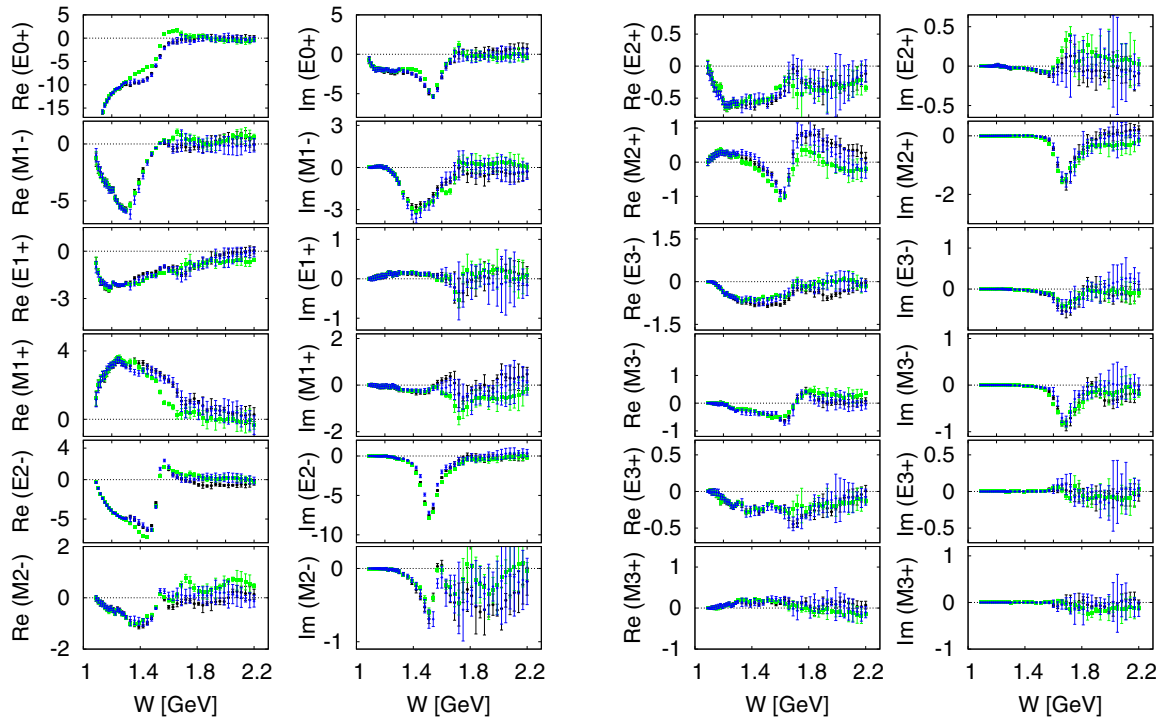 Re (E0+) 5 0 -5 -10 -15
Im (E0+) 5 0 -5
Re (E2+) 0.5 0 -0.5
Im (E2+) 0.5 0 -0.5
Re (M1-) 0 -5
Im (M1-) 3 0 -3
Re (M2+) 1 0 -1
Im (M2+) 0 -2
Re (E1+) 0 -3
Im (E1+) 1 0 -1
Re (E3-) 1.5 0 -1.5
Im (E3-) 1 0 -1
Re (M1+) 4 0
Im (M1+) 2 0 -2
Re (M3-) 1 0 -1
Im (M3-) 1 0 -1
Re (E2-) 4 0 -5
Im (E2-) 0 -5 -10
Re (E3+) 0.5 0 -0.5
Im (E3+) 0.5 0 -0.5
Re (M2-) 2 0 -2
Im (M2-) 0 -1
Re (M3+) 1 0 -1
Im (M3+) 1 0 -1
1 1.4 1.8 2.2
1 1.4 1.8 2.2
1 1.4 1.8 2.2
1 1.4 1.8 2.2
W [GeV]
W [GeV]
W [GeV]
W [GeV]